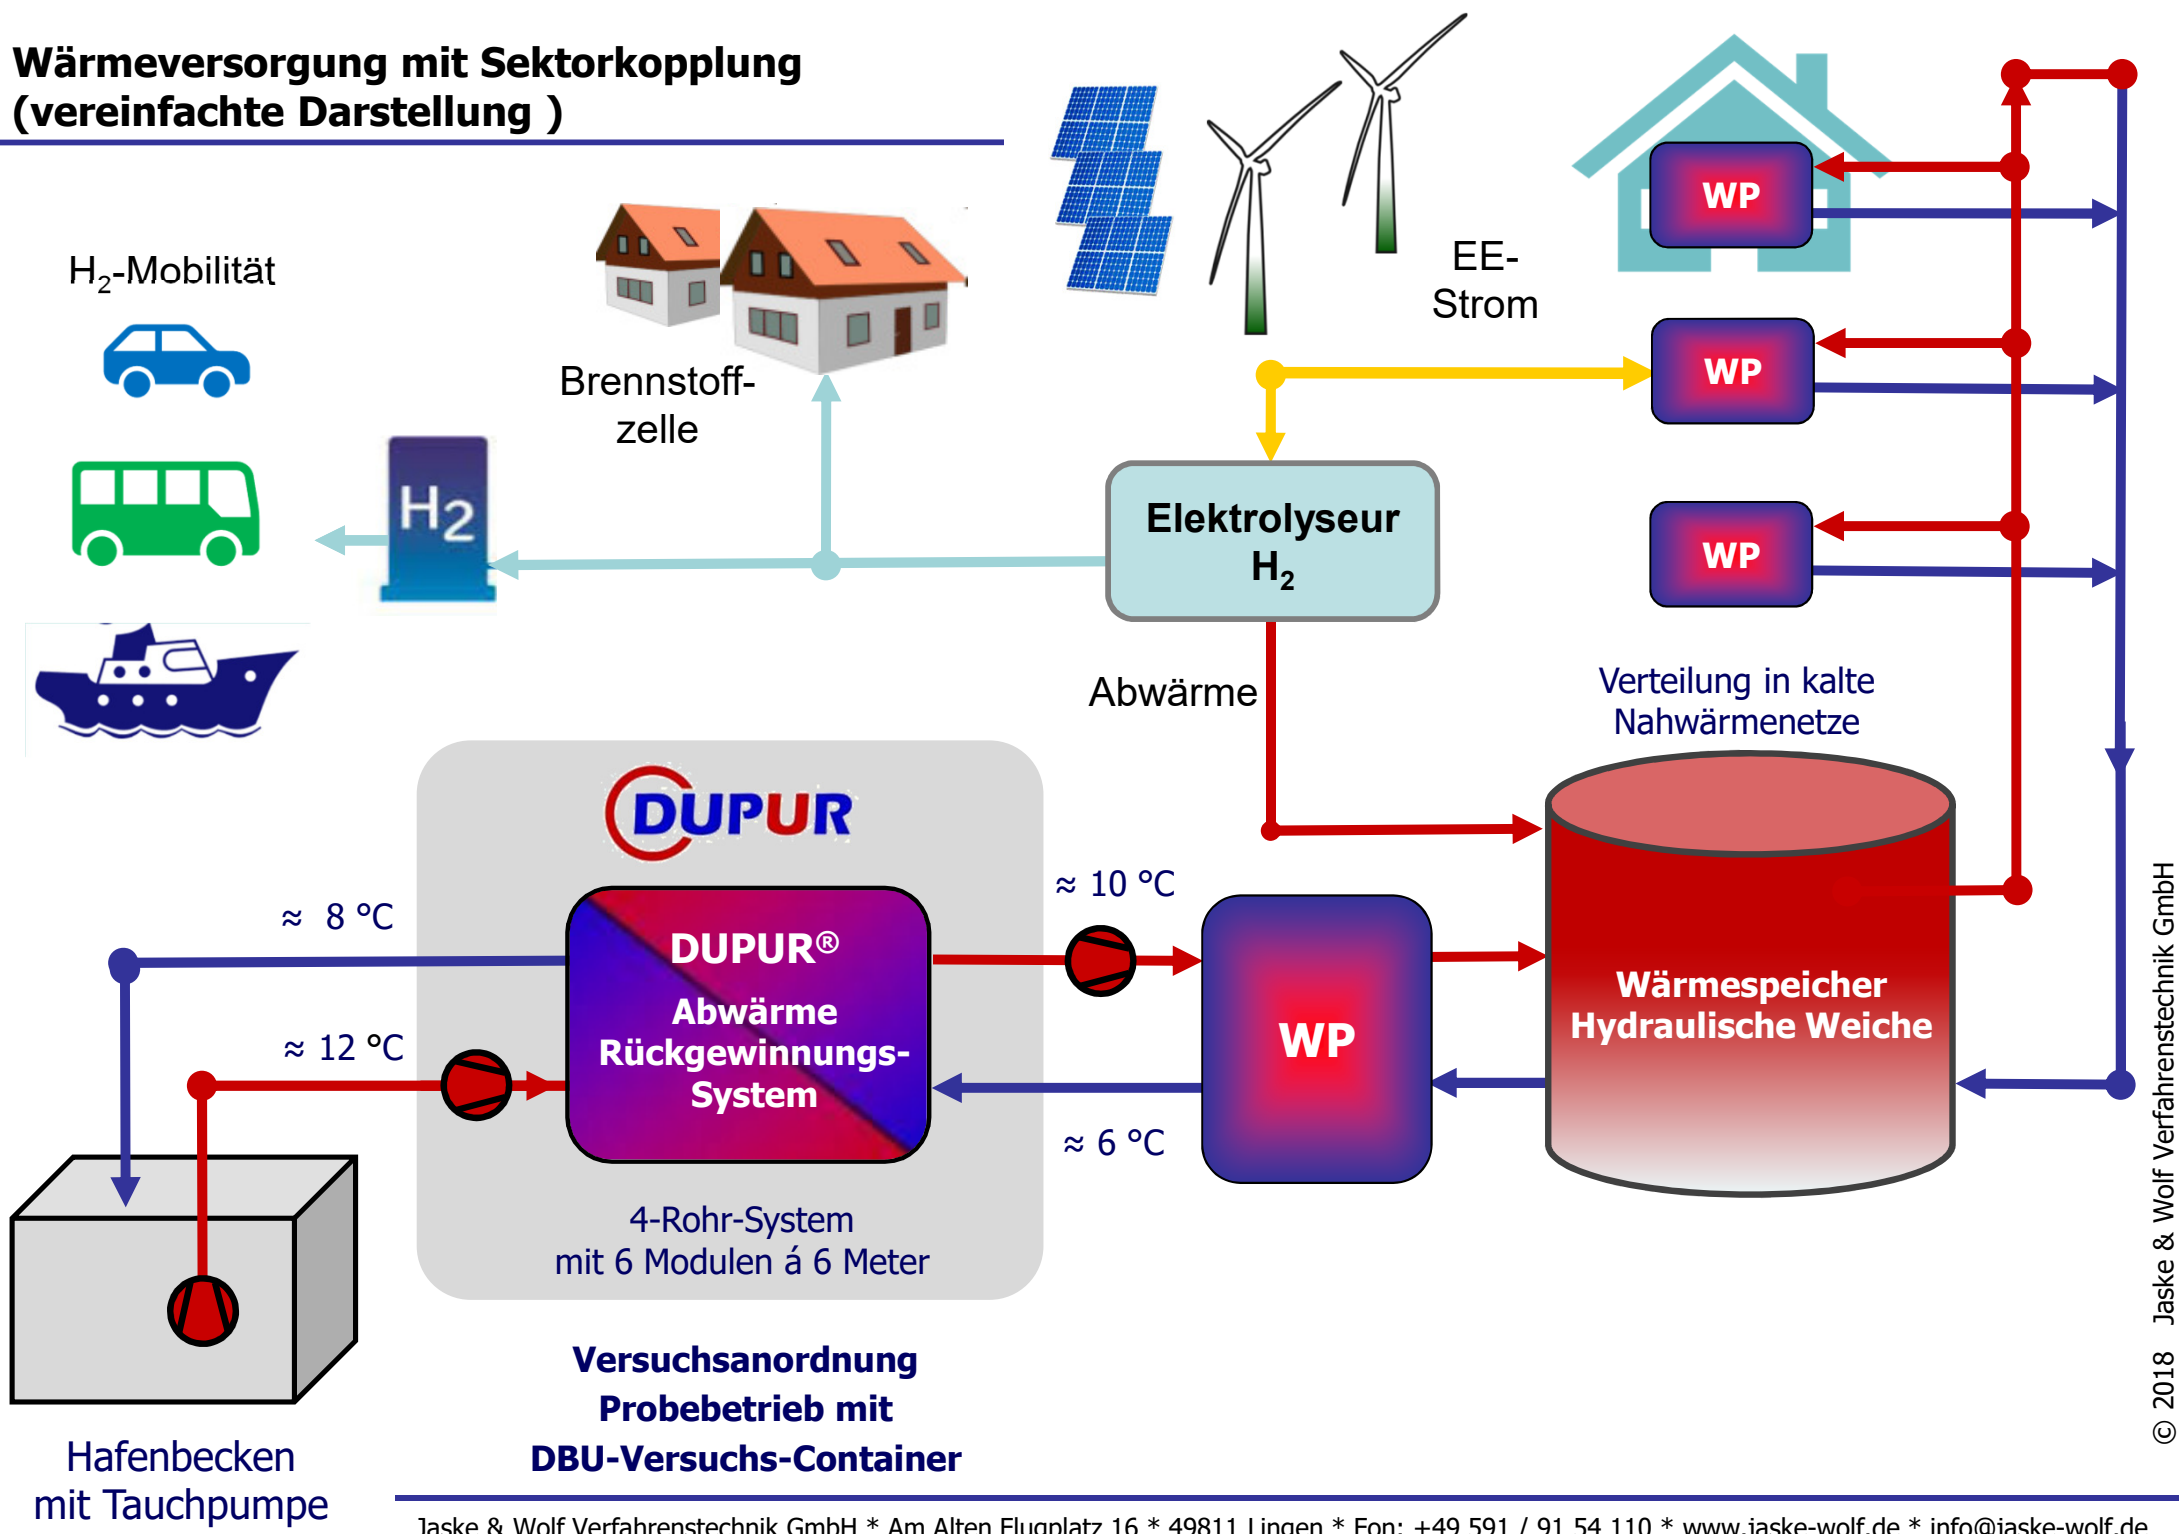 Wärmeversorgung mit Sektorkopplung
(vereinfachte Darstellung )
H₂-Mobilität
Brennstoff-
zelle
EE-
Strom
WP
WP
WP
H2
Elektrolyseur
H₂
Abwärme
Verteilung in kalte
Nahwärmenetze
DUPUR
≈ 8 °C
≈ 12 °C
DUPUR®
Abwärme
Rückgewinnungs-
System
≈ 10 °C
≈ 6 °C
WP
Wärmespeicher
Hydraulische Weiche
4-Rohr-System
mit 6 Modulen á 6 Meter
Versuchsanordnung
Probebetrieb mit
DBU-Versuchs-Container
Hafenbecken
mit Tauchpumpe
© 2018 Jaske & Wolf Verfahrenstechnik GmbH
Jaske & Wolf Verfahrenstechnik GmbH * Am Alten Flugplatz 16 * 49811 Lingen * Fon: +49 591 / 91 54 110 * www.jaske-wolf.de * info@jaske-wolf.de